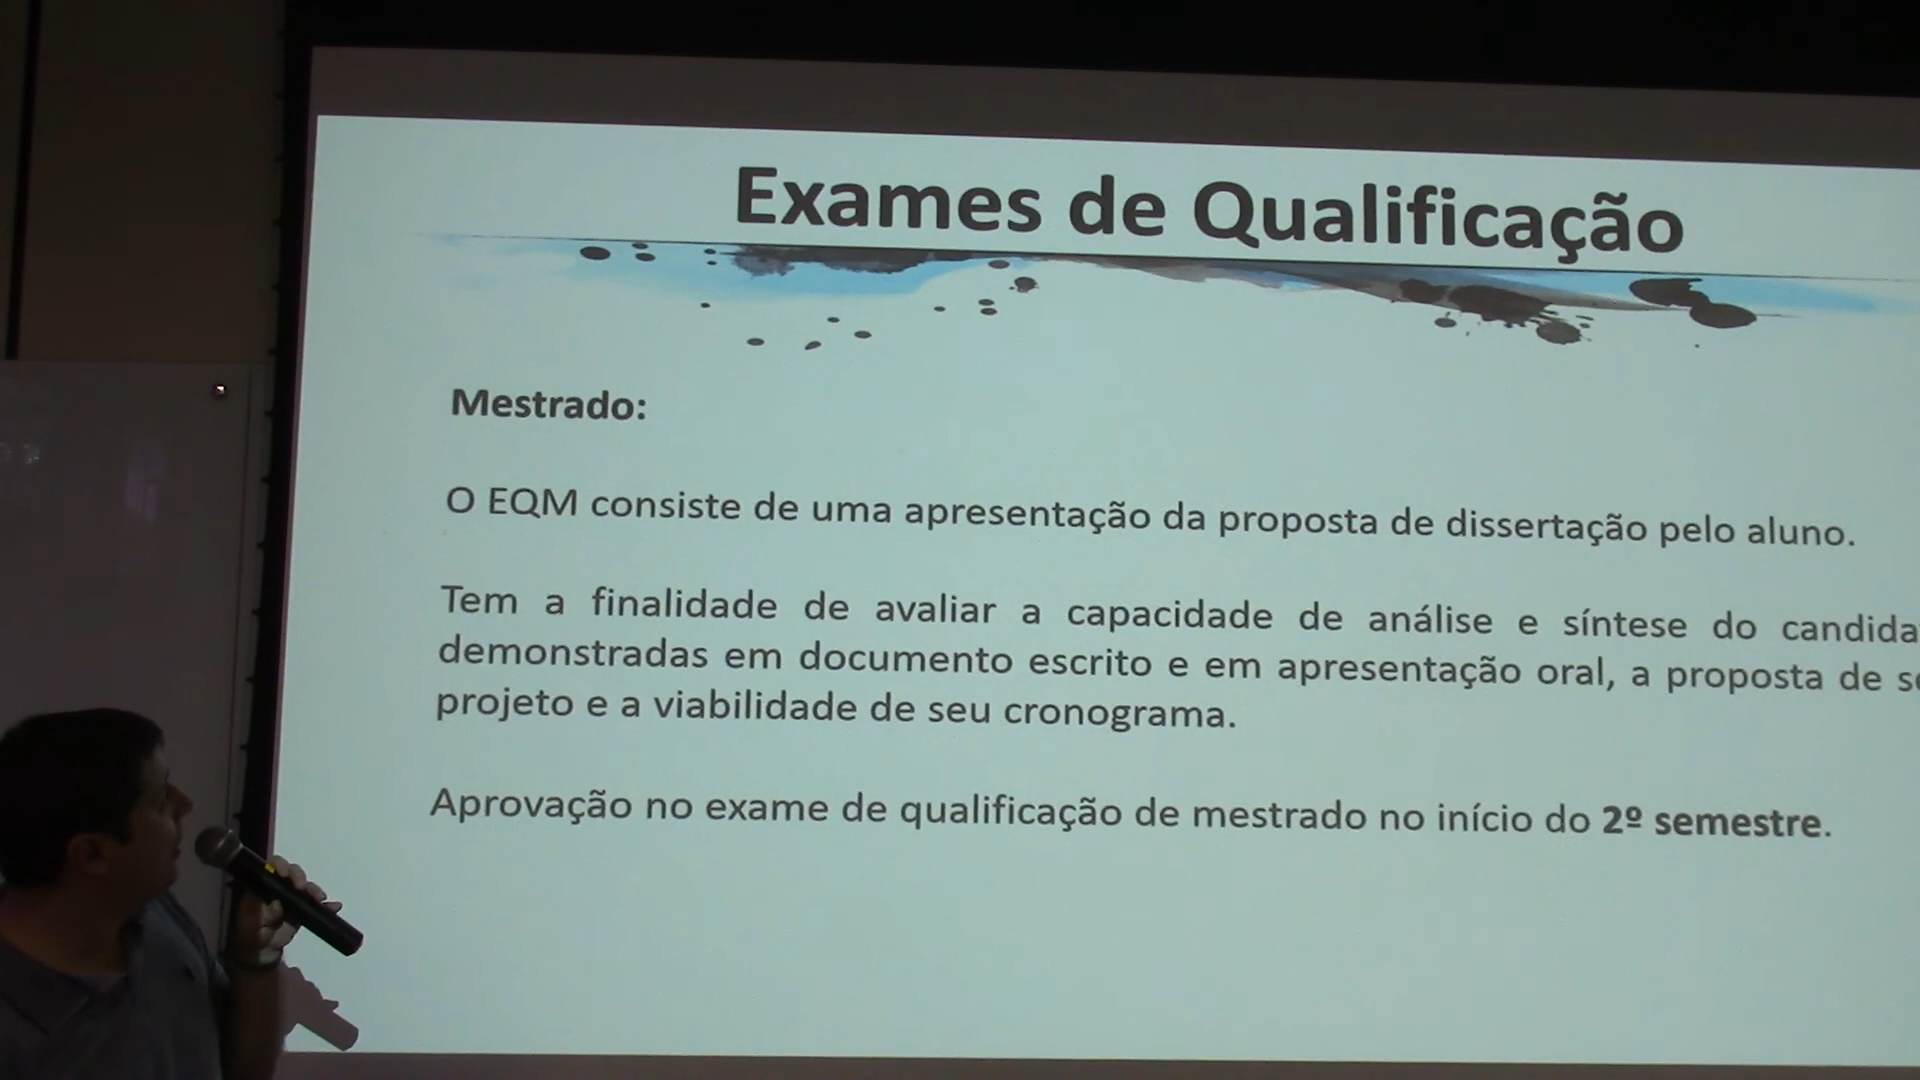 Exames de Qualificação
Mestrado:
O EQM consiste de uma apresentação da proposta de dissertação pelo aluno.
Tem a finalidade de avaliar a capacidade de análise e síntese do
demonstradas em documento escrito e em apresentação oral, a proposta de
projeto e a viabilidade de seu cronograma.
Aprovação no exame de qualificação de mestrado no início do 2º semestre.